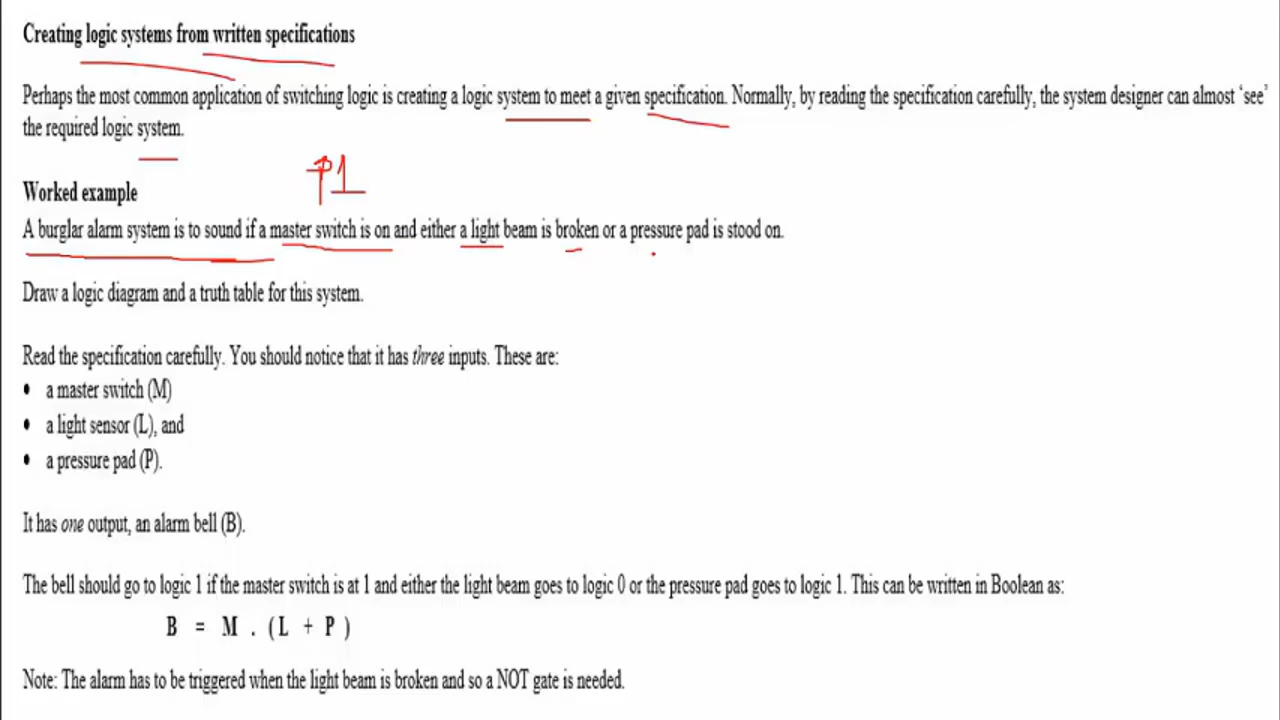 Creating logic systems from written specifications
Perhaps the most common application of switching logic is creating a logic system to meet a given specification. Normally, by reading the specification carefully, the system designer can almost ‘see’
the required logic system.
P1
Worked example
A burglar alarm system is to sound if a master switch is on and either a light beam is broken or a pressure pad is stood on.
Draw a logic diagram and a truth table for this system.
Read the specification carefully. You should notice that it has three inputs. These are:
• a master switch (M)
• a light sensor (L), and
• a pressure pad (P).
It has one output, an alarm bell (B).
The bell should go to logic 1 if the master switch is at 1 and either the light beam goes to logic 0 or the pressure pad goes to logic 1. This can be written in Boolean as:
B = M . ( L + P )
Note: The alarm has to be triggered when the light beam is broken and so a NOT gate is needed.